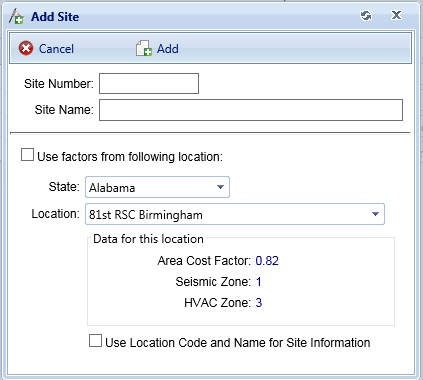 Add Site
Cancel Add
Site Number:
Site Name:
Use factors from following location:
State: Alabama
Location: 81st RSC Birmingham
Data for this location
Area Cost Factor: 0.82
Seismic Zone: 1
HVAC Zone: 3
Use Location Code and Name for Site Information